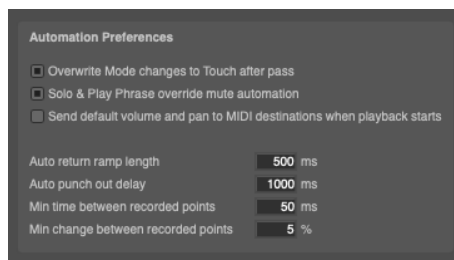 Automation Preferences
Overwrite Mode changes to Touch after pass
Solo & Play Phrase override mute automation
Send default volume and pan to MIDI destinations when playback starts
Auto return ramp length 500 ms
Auto punch out delay 1000 ms
Min time between recorded points 50 ms
Min change between recorded points 5 %